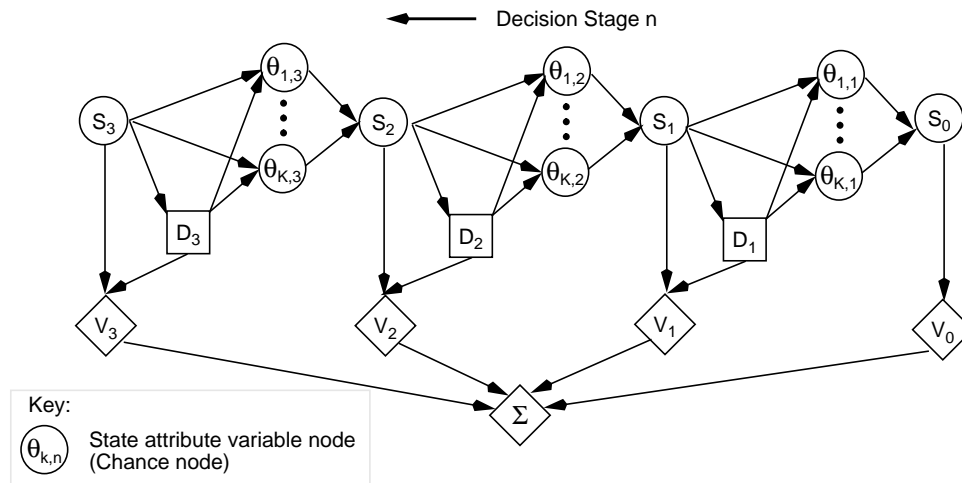 Decision Stage n
θ1,3
θ1,2
θ1,1
S3
S2
S1
S0
θK,3
θK,2
θK,1
D3
D2
D1
V3
V2
V1
V0
Σ
Key:
θk,n
State attribute variable node
(Chance node)